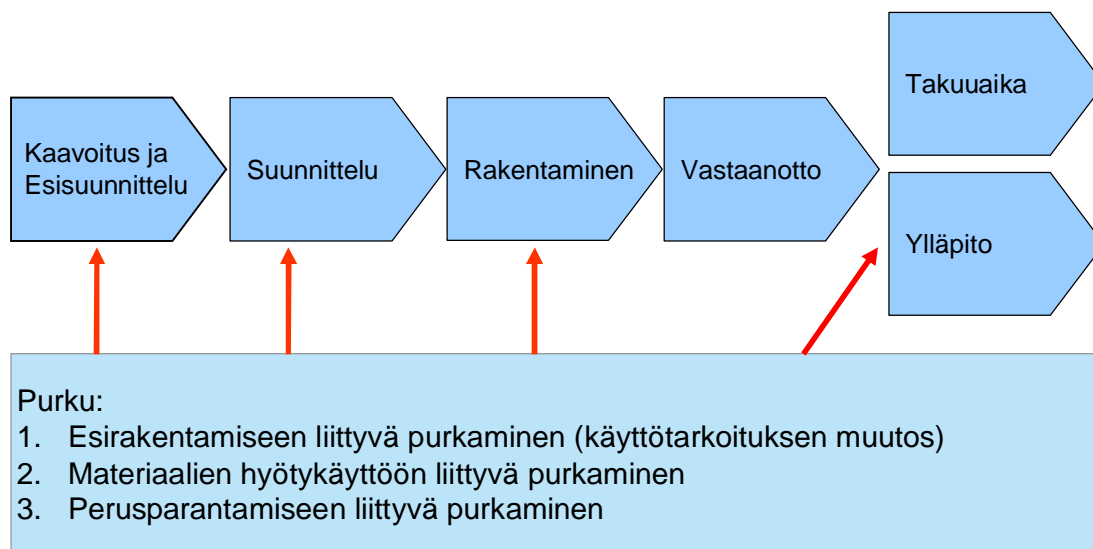 Kaavoitus ja
Esisuunnittelu
Suunnittelu
Rakentaminen
Vastaanotto
Takuuaika
Ylläpito
Purku:
1. Esirakentamiseen liittyvä purkaminen (käyttötarkoituksen muutos)
2. Materiaalien hyötykäyttöön liittyvä purkaminen
3. Perusparantamiseen liittyvä purkaminen